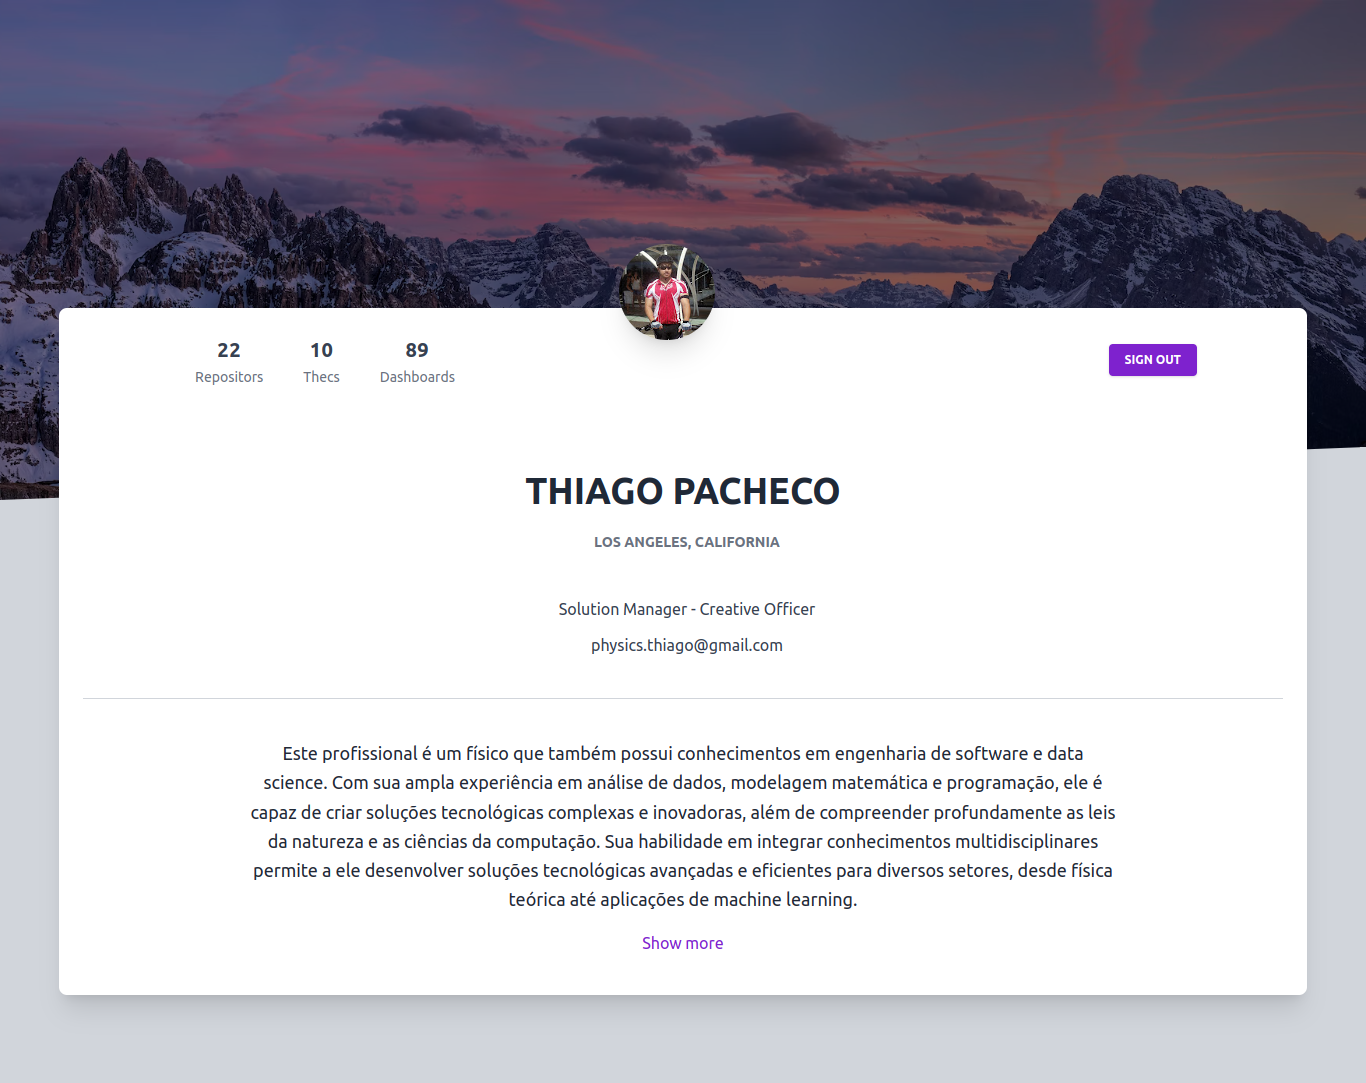 22 10 89
Repositors Thecs Dashboards
SIGN OUT
THIAGO PACHECO
LOS ANGELES, CALIFORNIA
Solution Manager - Creative Officer
physics.thiago@gmail.com
Este profissional é um físico que também possui conhecimentos em engenharia de software e data
science. Com sua ampla experiência em análise de dados, modelagem matemática e programação, ele é
capaz de criar soluções tecnológicas complexas e inovadoras, além de compreender profundamente as leis
da natureza e as ciências da computação. Sua habilidade em integrar conhecimentos multidisciplinares
permite a ele desenvolver soluções tecnológicas avançadas e eficientes para diversos setores, desde física
teórica até aplicações de machine learning.
Show more